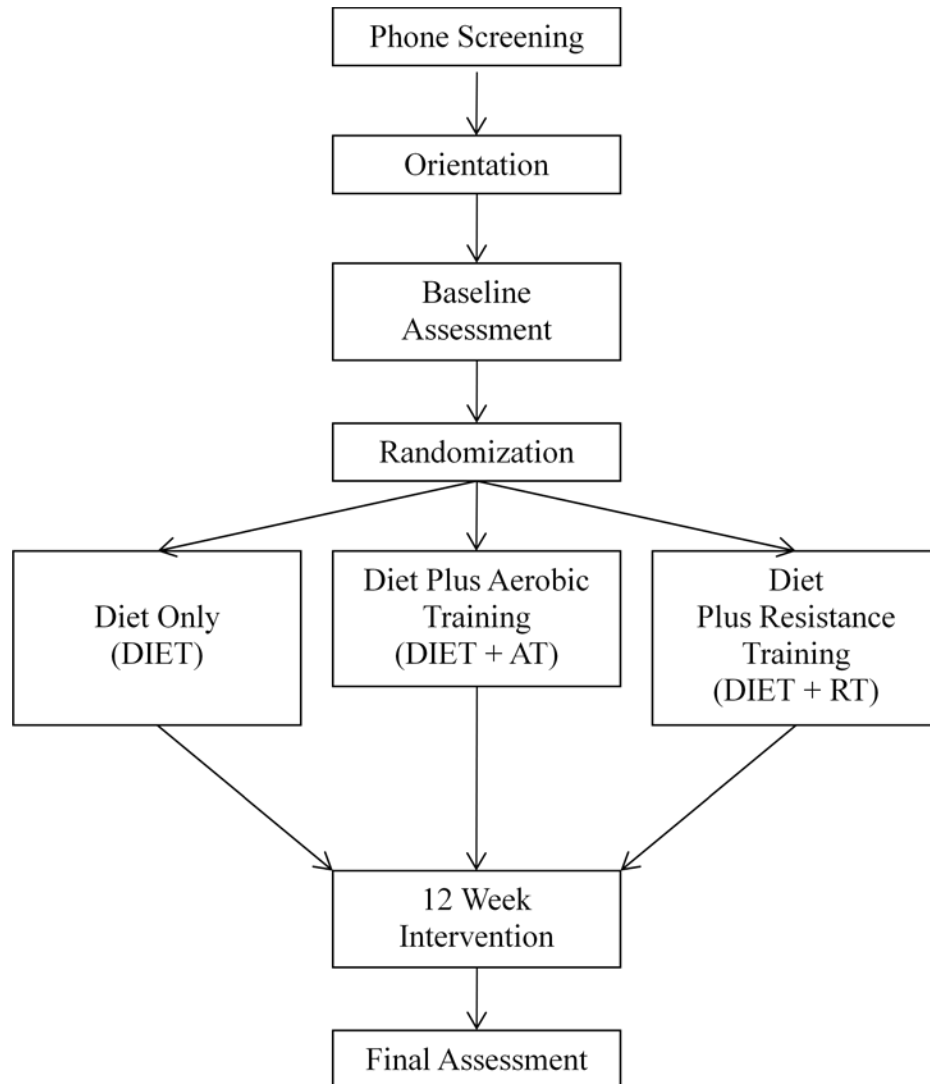 Phone Screening
Orientation
Baseline
Assessment
Randomization
Diet Only
(DIET)
Diet Plus Aerobic
Training
(DIET + AT)
Diet
Plus Resistance
Training
(DIET + RT)
12 Week
Intervention
Final Assessment